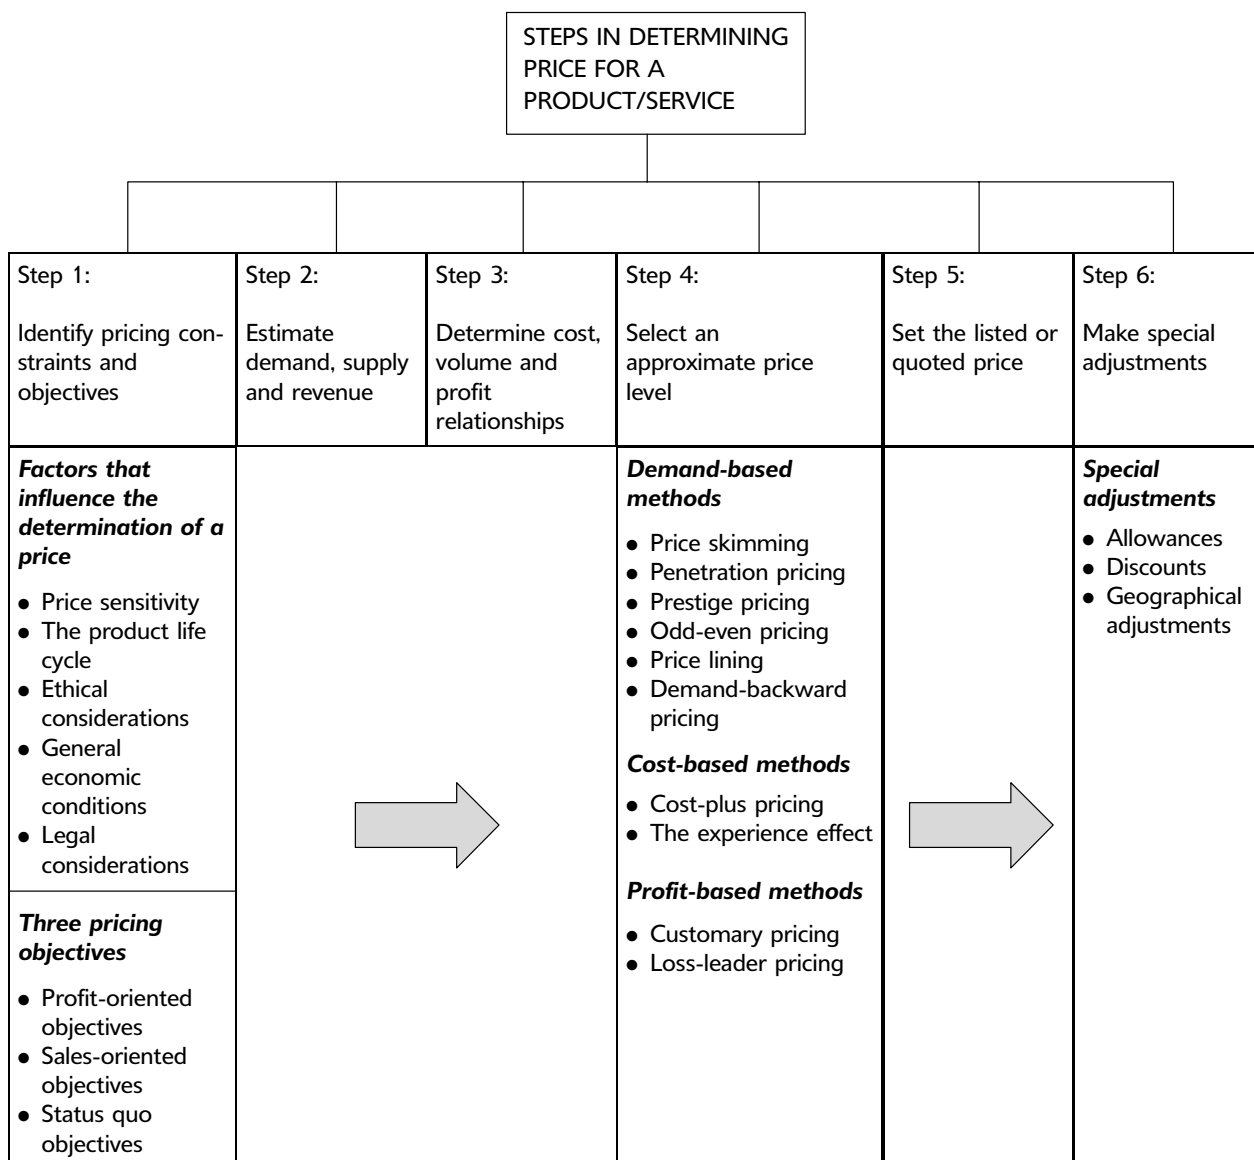 STEPS IN DETERMINING
PRICE FOR A
PRODUCT/SERVICE
Step 1:
Identify pricing con-
straints and
objectives
Step 2:
Estimate
demand, supply
and revenue
Step 3:
Determine cost,
volume and
profit
relationships
Step 4:
Select an
approximate price
level
Step 5:
Set the listed or
quoted price
Step 6:
Make special
adjustments
Factors that
influence the
determination of a
price
● Price sensitivity
● The product life
cycle
● Ethical
considerations
● General
economic
conditions
● Legal
considerations
Three pricing
objectives
● Profit-oriented
objectives
● Sales-oriented
objectives
● Status quo
objectives
Demand-based
methods
● Price skimming
● Penetration pricing
● Prestige pricing
● Odd-even pricing
● Price lining
● Demand-backward
pricing
Cost-based methods
● Cost-plus pricing
● The experience effect
Profit-based methods
● Customary pricing
● Loss-leader pricing
Special
adjustments
● Allowances
● Discounts
● Geographical
adjustments